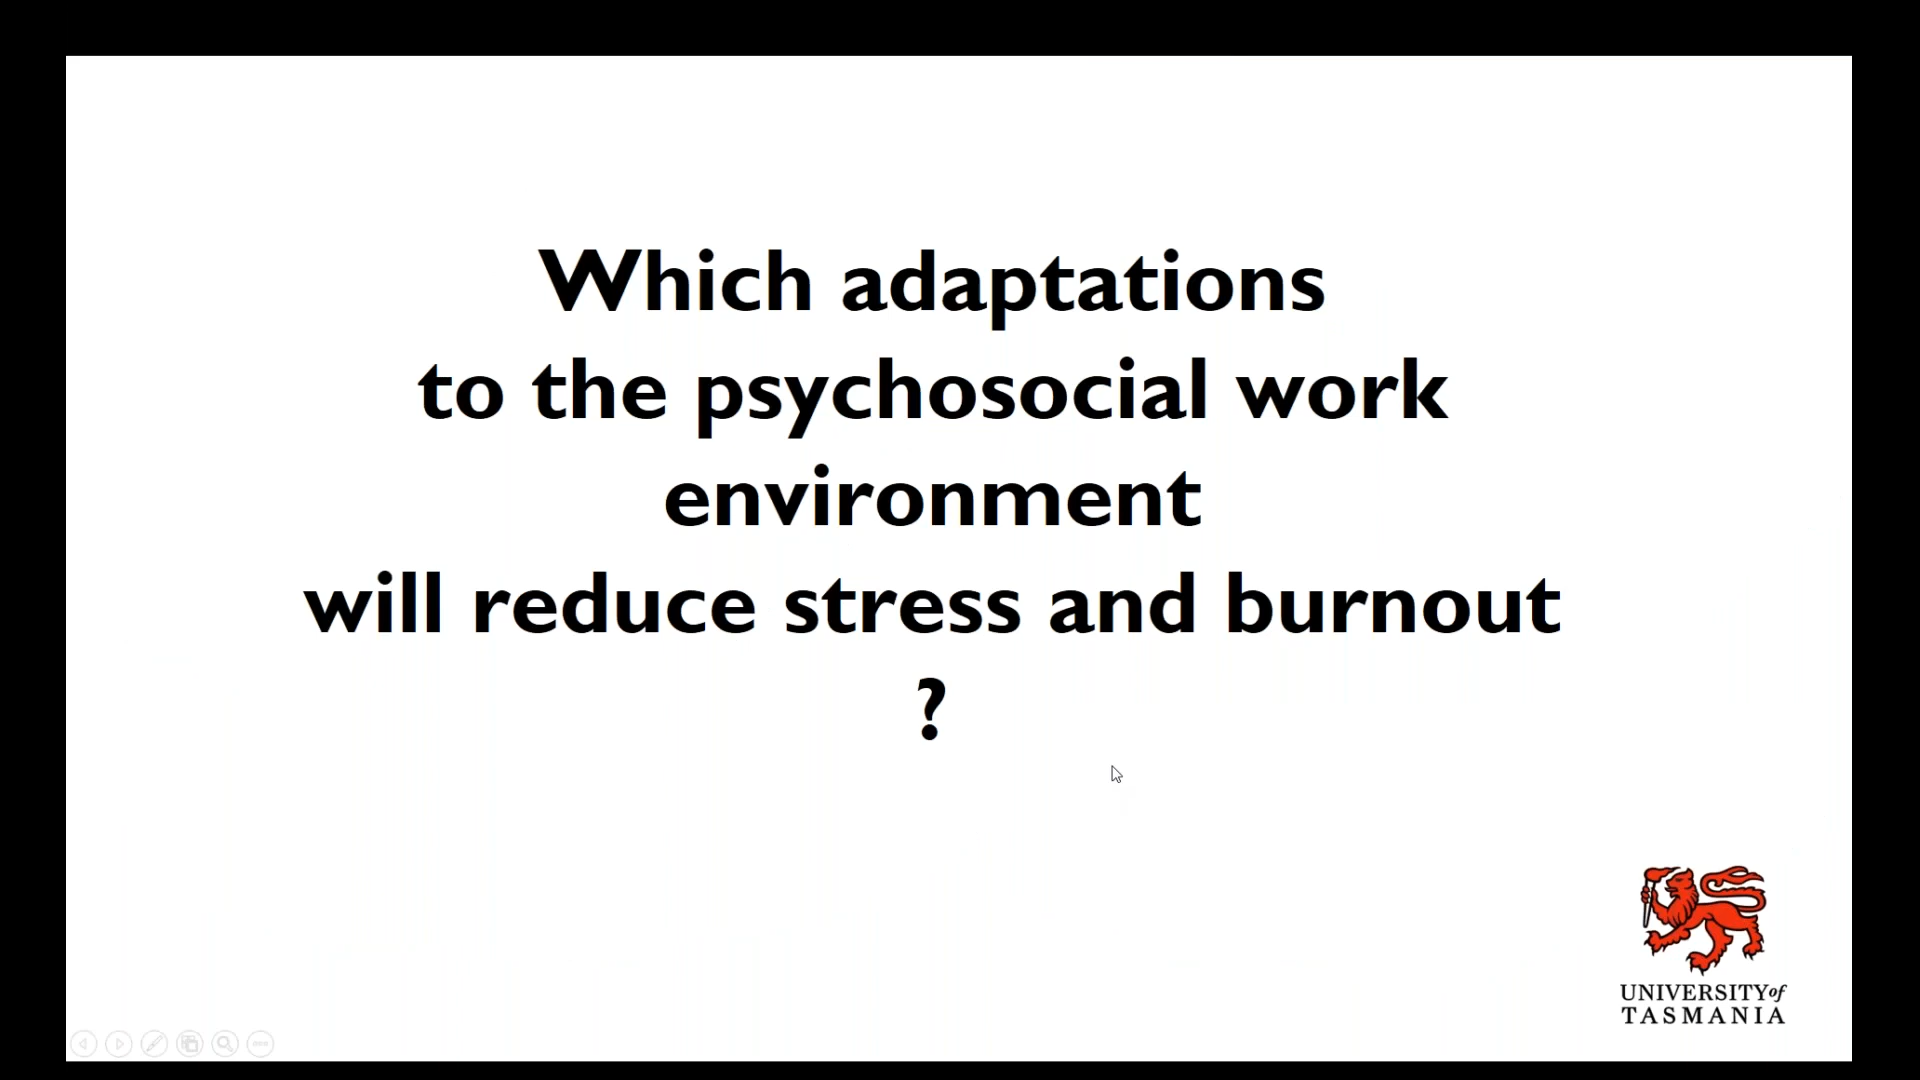 Which adaptations
to the psychosocial work
environment
will reduce stress and burnout
?
UNIVERSITY of
TASMANIA